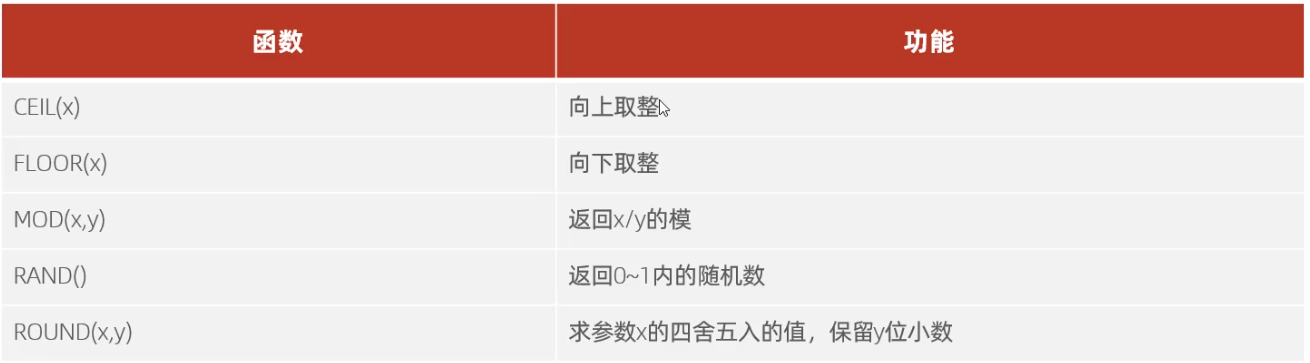 函数 功能
CEIL(x) 向上取整
FLOOR(x) 向下取整
MOD(x,y) 返回x/y的模
RAND() 返回0~1内的随机数
ROUND(x,y) 求参数x的四舍五入的值，保留y位小数